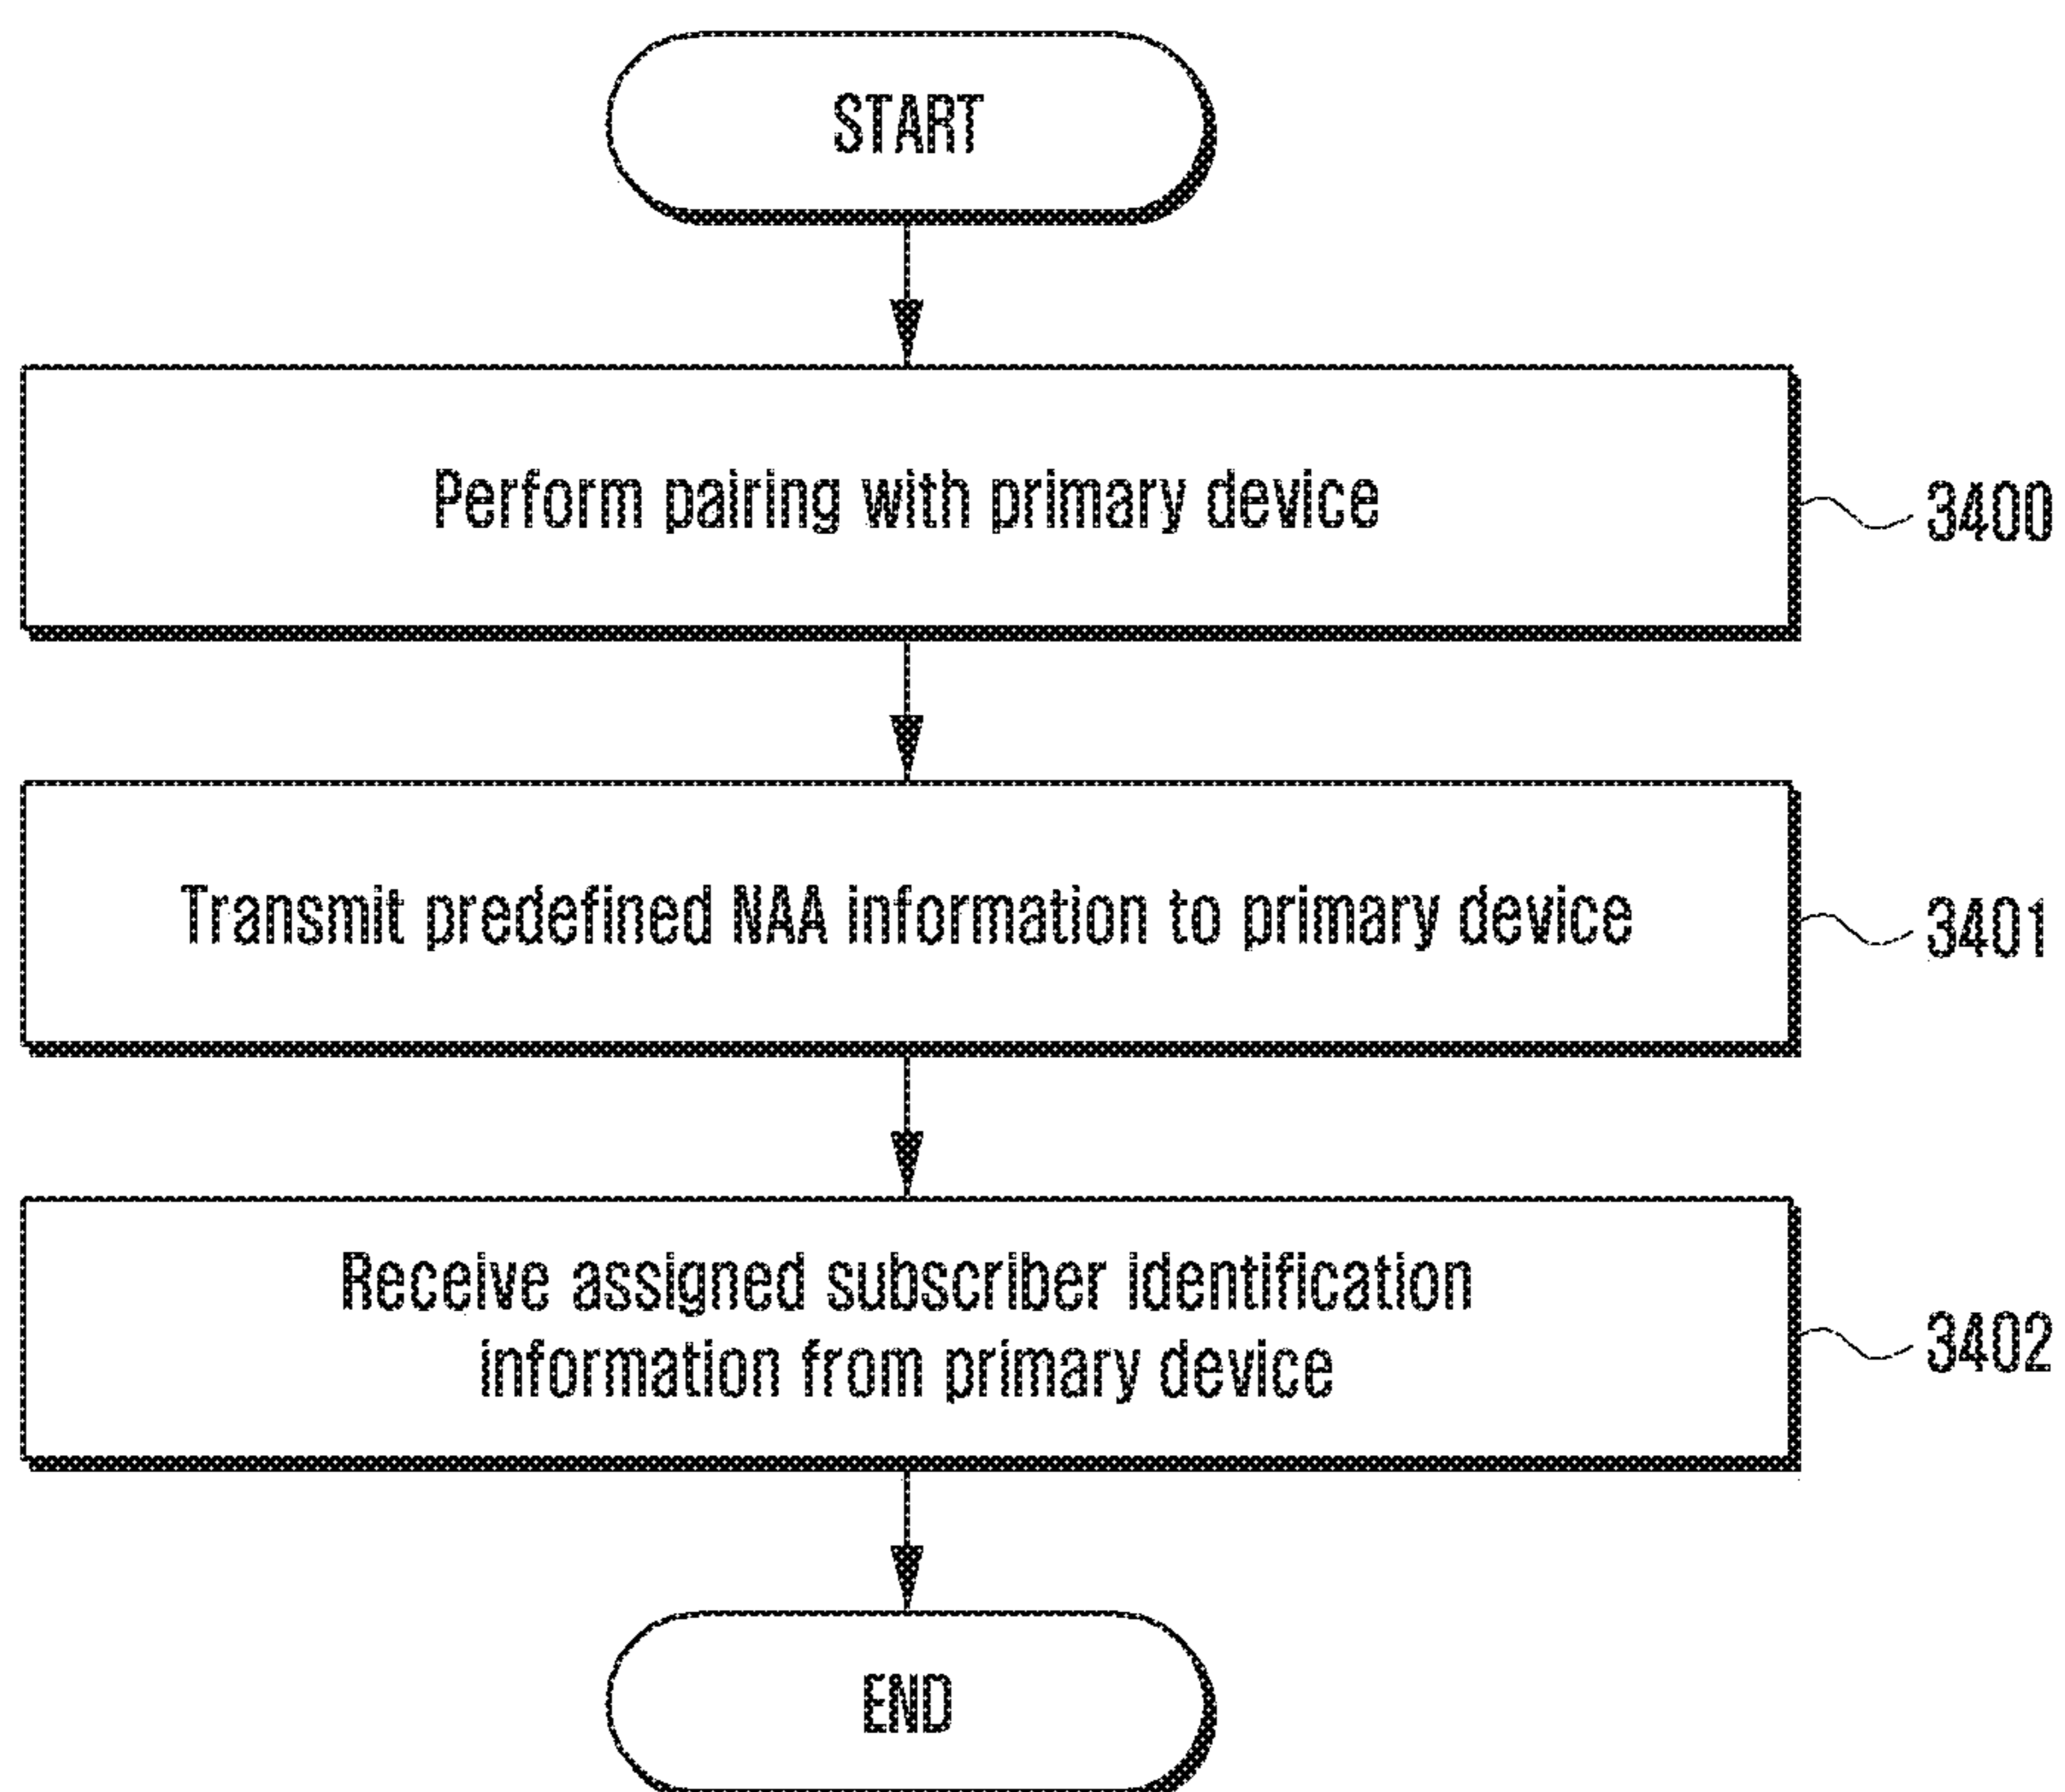 START
Perform pairing with primary device
3400
Transmit predefined NAA information to primary device
3401
Receive assigned subscriber identification
information from primary device
3402
END